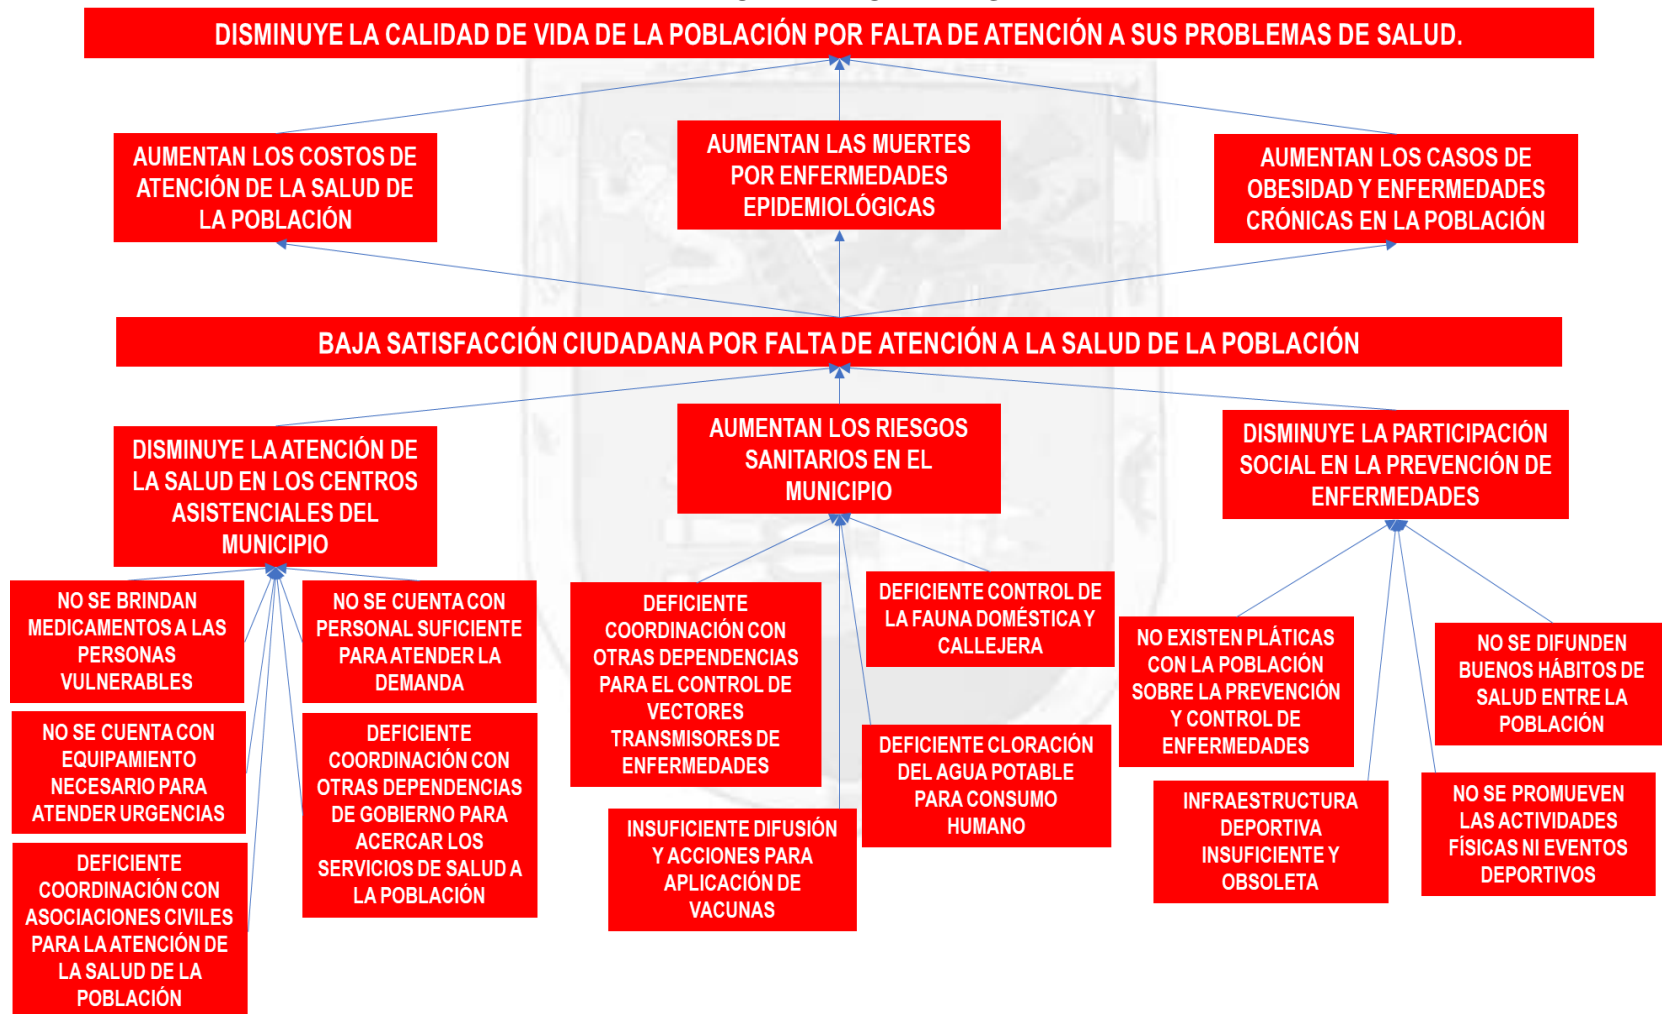 DISMINUYE LA CALIDAD DE VIDA DE LA POBLACIÓN POR FALTA DE ATENCIÓN A SUS PROBLEMAS DE SALUD.
AUMENTAN LOS COSTOS DE
ATENCIÓN DE LA SALUD DE
LA POBLACIÓN
AUMENTAN LAS MUERTES
POR ENFERMEDADES
EPIDEMIOLÓGICAS
AUMENTAN LOS CASOS DE
OBESIDAD Y ENFERMEDADES
CRÓNICAS EN LA POBLACIÓN
BAJA SATISFACCIÓN CIUDADANA POR FALTA DE ATENCIÓN A LA SALUD DE LA POBLACIÓN
DISMINUYE LA ATENCIÓN DE
LA SALUD EN LOS CENTROS
ASISTENCIALES DEL
MUNICIPIO
AUMENTAN LOS RIESGOS
SANITARIOS EN EL
MUNICIPIO
DISMINUYE LA PARTICIPACIÓN
SOCIAL EN LA PREVENCIÓN DE
ENFERMEDADES
NO SE BRINDAN
MEDICAMENTOS A LAS
PERSONAS
VULNERABLES
NO SE CUENTA CON
PERSONAL SUFICIENTE
PARA ATENDER LA
DEMANDA
NO SE CUENTA CON
EQUIPAMIENTO
NECESARIO PARA
ATENDER URGENCIAS
DEFICIENTE
COORDINACIÓN CON
OTRAS DEPENDENCIAS
DE GOBIERNO PARA
ACERCAR LOS
SERVICIOS DE SALUD A
LA POBLACIÓN
DEFICIENTE
COORDINACIÓN CON
ASOCIACIONES CIVILES
PARA LA ATENCIÓN DE
LA SALUD DE LA
POBLACIÓN
DEFICIENTE
COORDINACIÓN CON
OTRAS DEPENDENCIAS
PARA EL CONTROL DE
VECTORES
TRANSMISORES DE
ENFERMEDADES
DEFICIENTE CONTROL DE
LA FAUNA DOMÉSTICA Y
CALLEJERA
INSUFICIENTE DIFUSIÓN
Y ACCIONES PARA
APLICACIÓN DE
VACUNAS
DEFICIENTE CLORACIÓN
DEL AGUA POTABLE
PARA CONSUMO
HUMANO
NO EXISTEN PLÁTICAS
CON LA POBLACIÓN
SOBRE LA PREVENCIÓN
Y CONTROL DE
ENFERMEDADES
NO SE DIFUNDEN
BUENOS HÁBITOS DE
SALUD ENTRE LA
POBLACIÓN
INFRAESTRUCTURA
DEPORTIVA
INSUFICIENTE Y
OBSOLETA
NO SE PROMUEVEN
LAS ACTIVIDADES
FÍSICAS NI EVENTOS
DEPORTIVOS